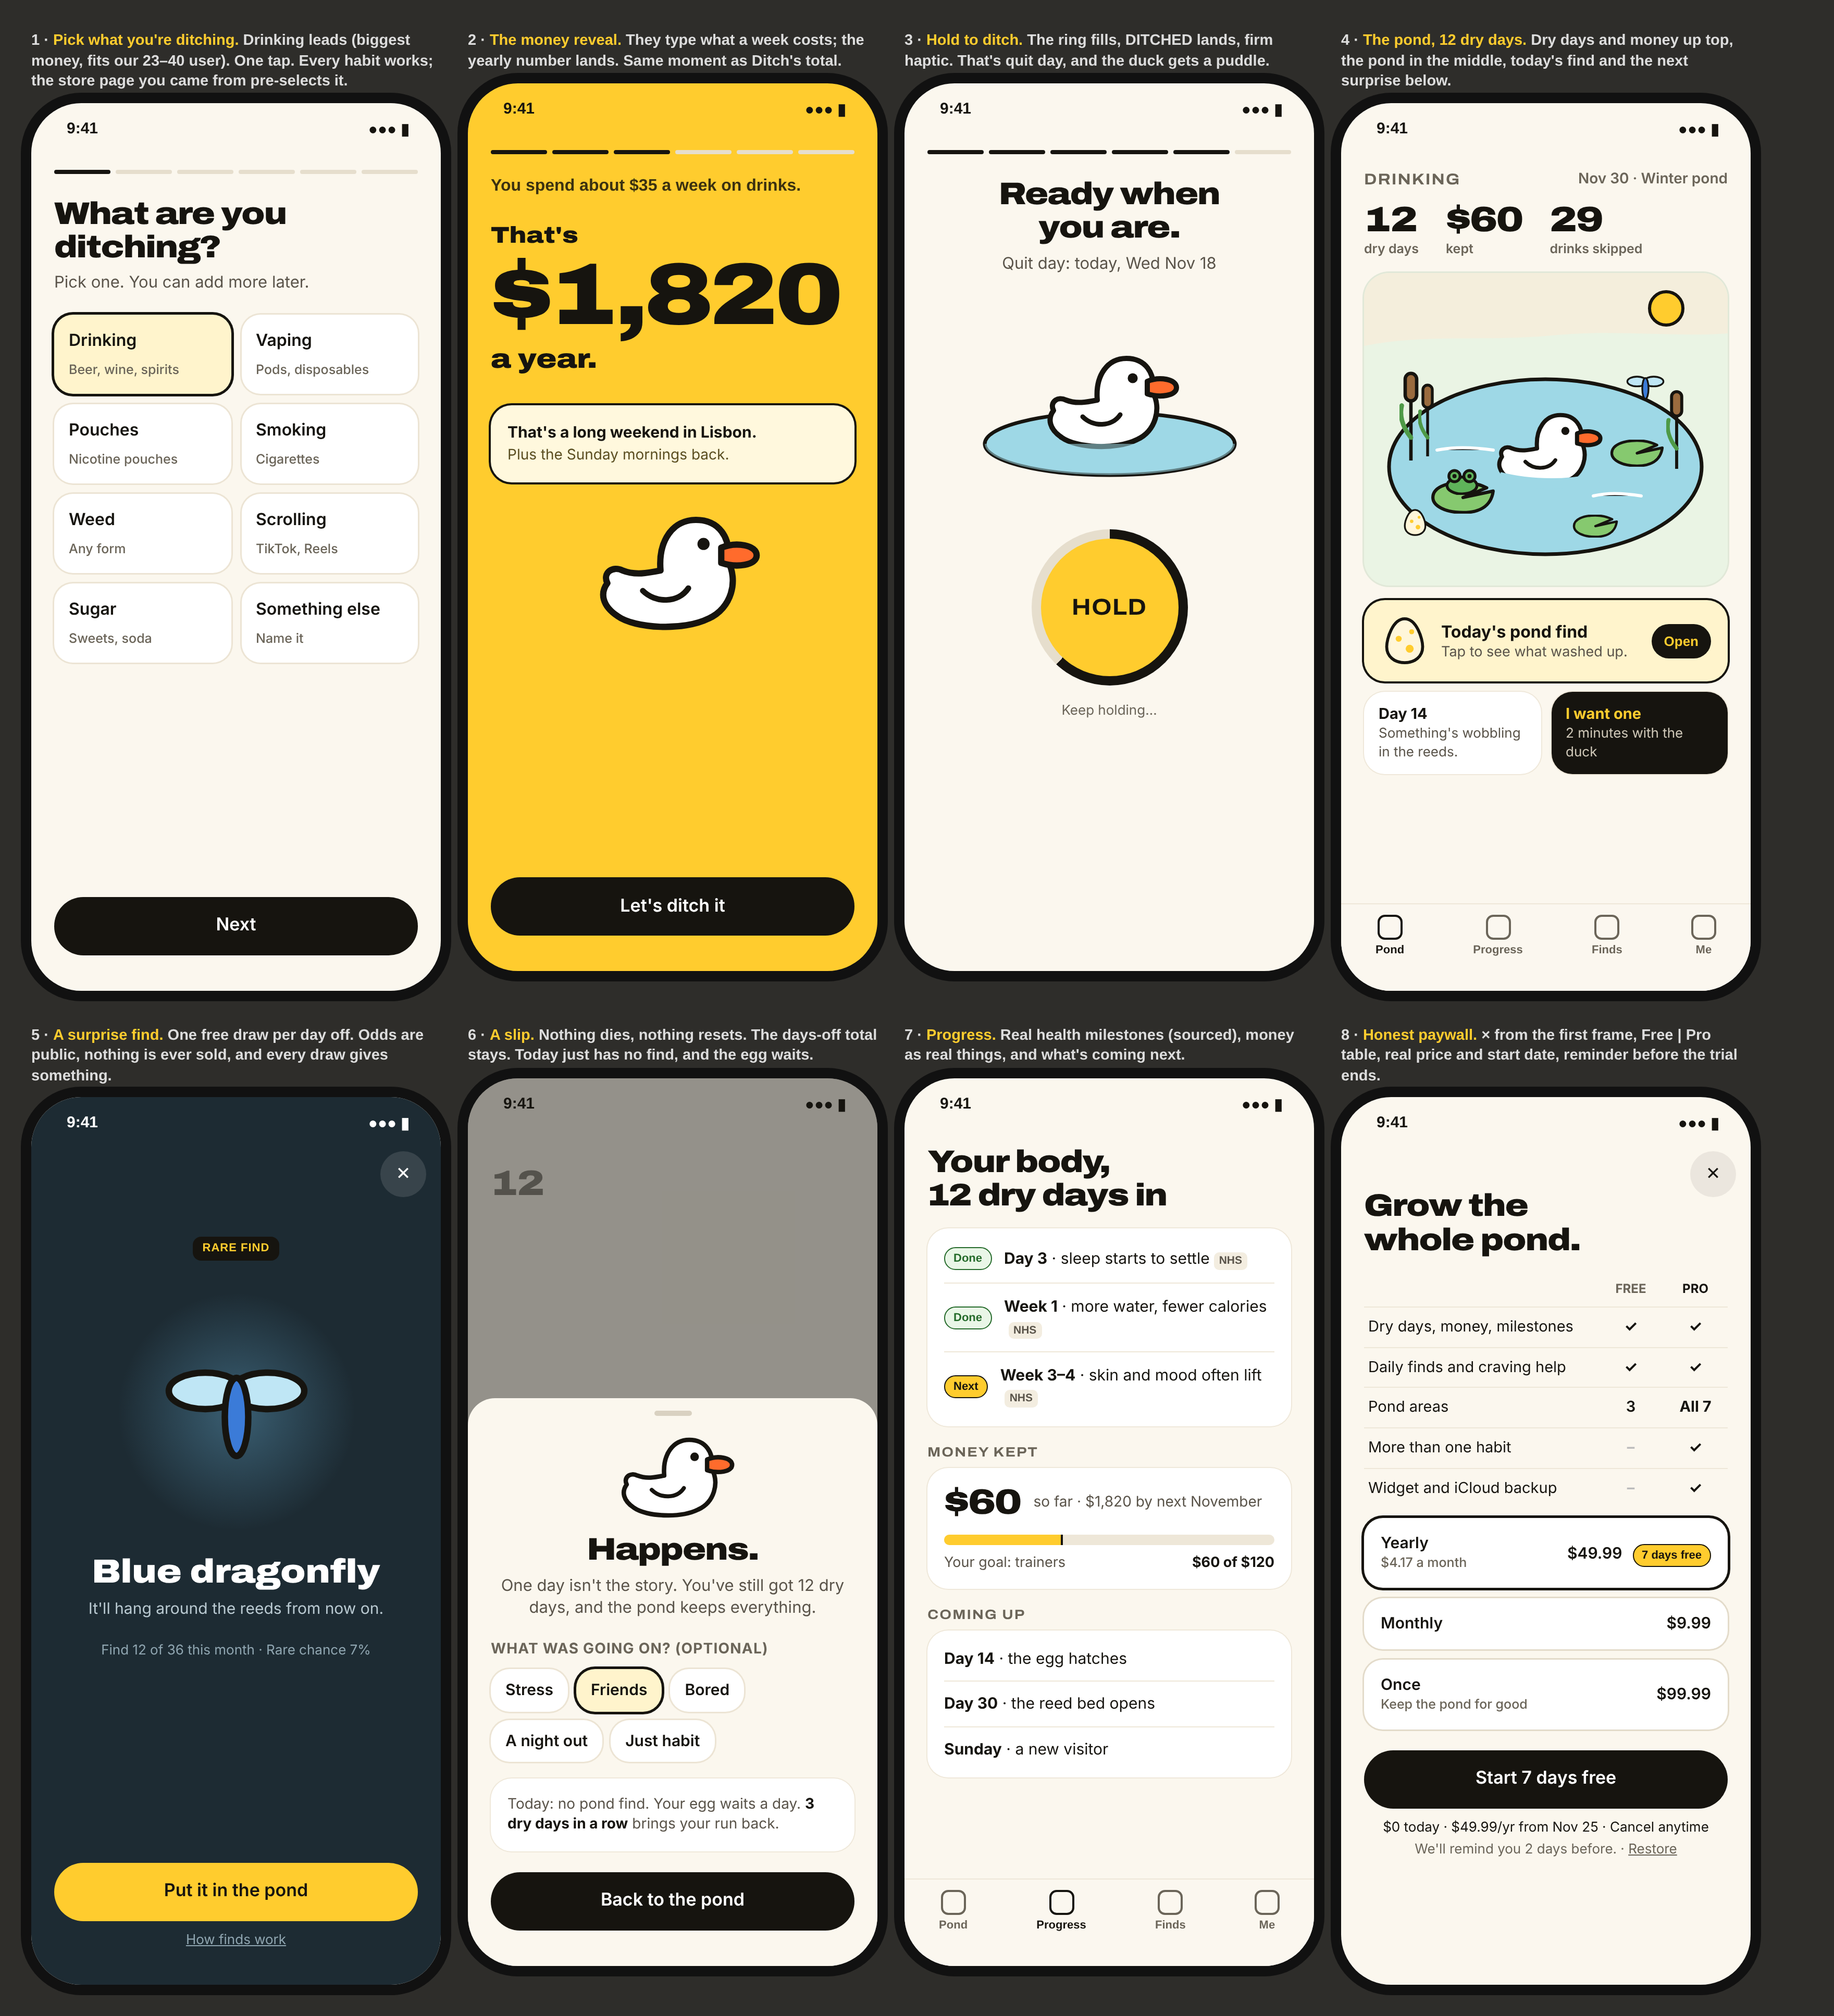 1 · Pick what you're ditching. Drinking leads (biggest
money, fits our 23–40 user). One tap. Every habit works;
the store page you came from pre-selects it.
9:41
What are you
ditching?
Pick one. You can add more later.
Drinking
Beer, wine, spirits
Vaping
Pods, disposables
Pouches
Nicotine pouches
Smoking
Cigarettes
Weed
Any form
Scrolling
TikTok, Reels
Sugar
Sweets, soda
Something else
Name it
Next
2 · The money reveal. They type what a week costs; the
yearly number lands. Same moment as Ditch's total.
9:41
You spend about $35 a week on drinks.
That's
$1,820
a year.
That's a long weekend in Lisbon.
Plus the Sunday mornings back.
Let's ditch it
3 · Hold to ditch. The ring fills, DITCHED lands, firm
haptic. That's quit day, and the duck gets a puddle.
9:41
Ready when
you are.
Quit day: today, Wed Nov 18
HOLD
Keep holding...
4 · The pond, 12 dry days. Dry days and money up top,
the pond in the middle, today's find and the next
surprise below.
9:41
DRINKING
Nov 30 · Winter pond
12 $60 29
dry days kept drinks skipped
Today's pond find
Tap to see what washed up.
Open
Day 14
Something's wobbling
in the reeds.
I want one
2 minutes with the
duck
Pond Progress Finds Me
5 · A surprise find. One free draw per day off. Odds are
public, nothing is ever sold, and every draw gives
something.
9:41
×
RARE FIND
Blue dragonfly
It'll hang around the reeds from now on.
Find 12 of 36 this month · Rare chance 7%
Put it in the pond
How finds work
6 · A slip. Nothing dies, nothing resets. The days-off total
stays. Today just has no find, and the egg waits.
9:41
12
Happens.
One day isn't the story. You've still got 12 dry
days, and the pond keeps everything.
WHAT WAS GOING ON? (OPTIONAL)
Stress Friends Bored
A night out Just habit
Today: no pond find. Your egg waits a day. 3
dry days in a row brings your run back.
Back to the pond
7 · Progress. Real health milestones (sourced), money
as real things, and what's coming next.
9:41
Your body,
12 dry days in
Done Day 3 · sleep starts to settle NHS
Done Week 1 · more water, fewer calories
NHS
Next Week 3–4 · skin and mood often lift
NHS
MONEY KEPT
$60 so far · $1,820 by next November
Your goal: trainers $60 of $120
COMING UP
Day 14 · the egg hatches
Day 30 · the reed bed opens
Sunday · a new visitor
Pond Progress Finds Me
8 · Honest paywall. × from the first frame, Free | Pro
table, real price and start date, reminder before the trial
ends.
9:41
×
Grow the
whole pond.
FREE PRO
Dry days, money, milestones ✓ ✓
Daily finds and craving help ✓ ✓
Pond areas 3 All 7
More than one habit – ✓
Widget and iCloud backup – ✓
Yearly
$4.17 a month
$49.99 7 days free
Monthly $9.99
Once
Keep the pond for good
$99.99
Start 7 days free
$0 today · $49.99/yr from Nov 25 · Cancel anytime
We'll remind you 2 days before. · Restore